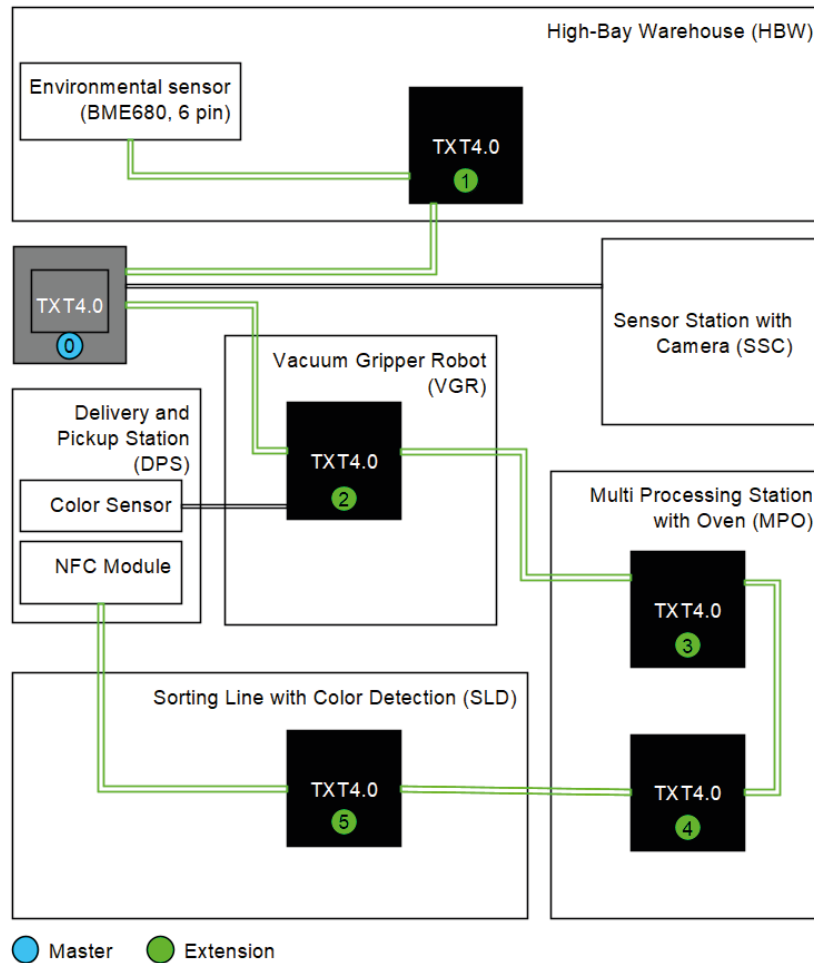 High-Bay Warehouse (HBW)
Environmental sensor
(BME680, 6 pin)
TXT4.0
1
TXT4.0
0
Sensor Station with
Camera (SSC)
Vacuum Gripper Robot
(VGR)
TXT4.0
2
Delivery and
Pickup Station
(DPS)
Color Sensor
NFC Module
Multi Processing Station
with Oven (MPO)
TXT4.0
3
TXT4.0
4
Sorting Line with Color Detection (SLD)
TXT4.0
5
Master
Extension